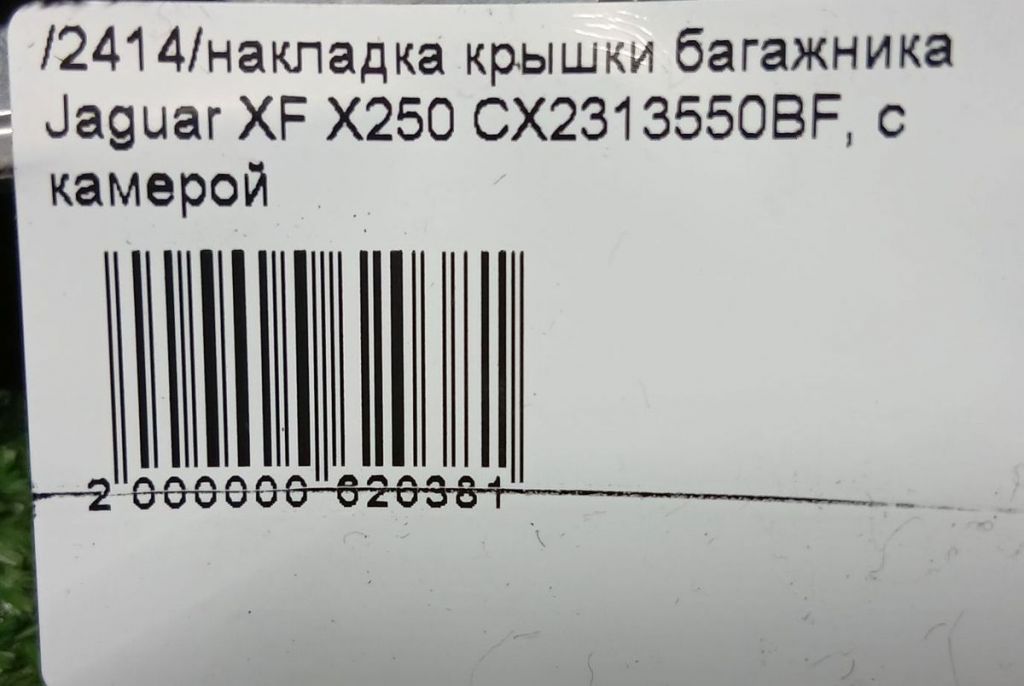 /2414/накладка крышки багажника
Jaguar XF X250 CX2313550BF, с
камерой
2 000000 620381